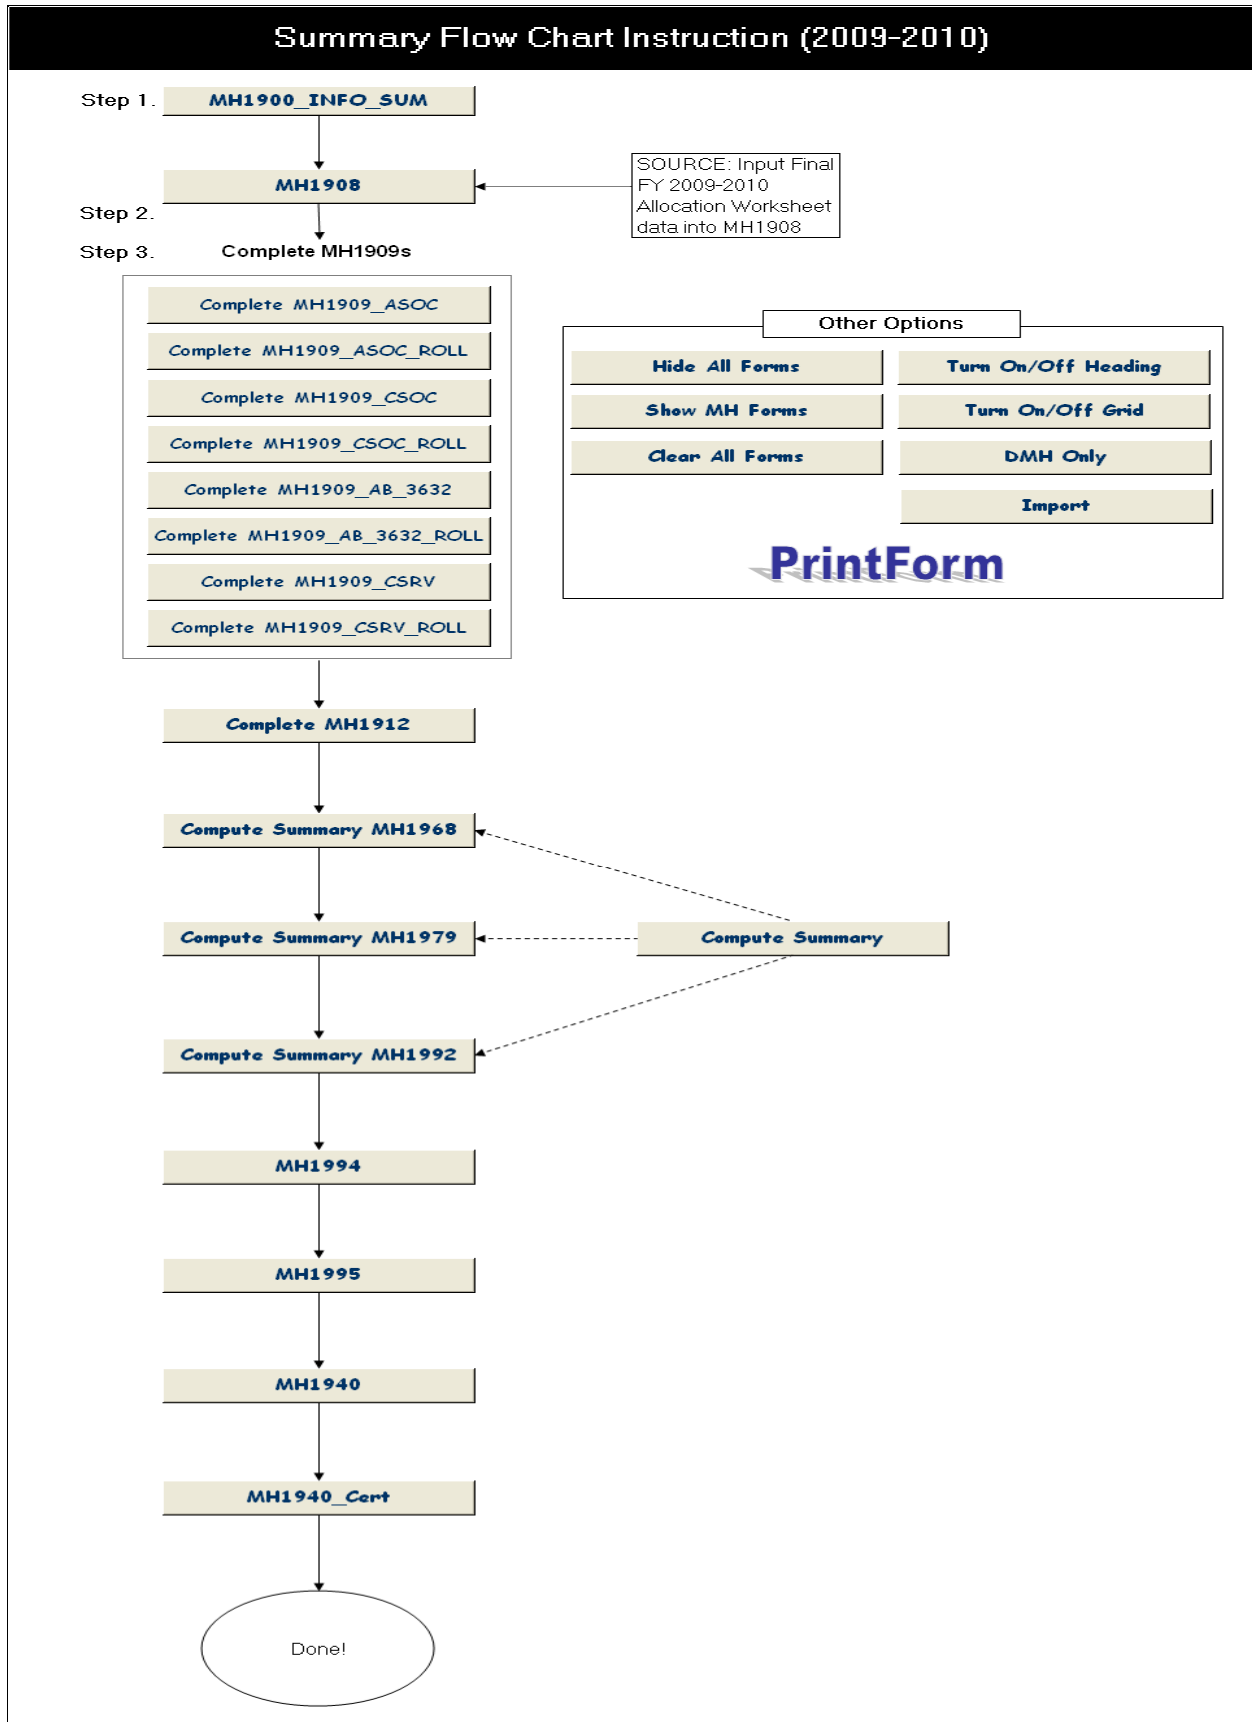 Summary Flow Chart Instruction (2009-2010)
Step 1.
MH1900_INFO_SUM
MH1908
SOURCE: Input Final
FY 2009-2010
Allocation Worksheet
data into MH1908
Step 2.
Step 3.
Complete MH1909s
Complete MH1909_ASOC
Complete MH1909_ASOC_ROLL
Complete MH1909_CSOC
Complete MH1909_CSOC_ROLL
Complete MH1909_AB_3632
Complete MH1909_AB_3632_ROLL
Complete MH1909_CSRV
Complete MH1909_CSRV_ROLL
Other Options
Hide All Forms
Turn On/Off Heading
Show MH Forms
Turn On/Off Grid
Clear All Forms
DMH Only
Import
PrintForm
Complete MH1912
Compute Summary MH1968
Compute Summary MH1979
Compute Summary
Compute Summary MH1992
MH1994
MH1995
MH1940
MH1940_Cert
Done!